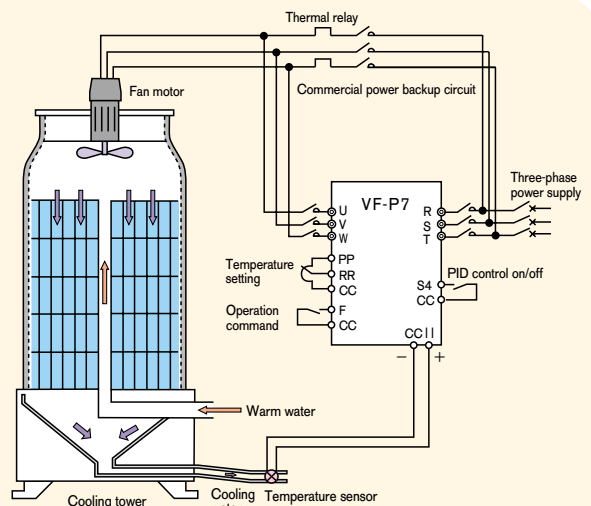 Thermal relay
Fan motor
Commercial power backup circuit
Three-phase
power supply
VF-P7
U
V
W
R
S
T
PP
RR
CC
Temperature
setting
PID control on/off
S4
CC
Operation
command
F
CC
CC II
− +
Warm water
Cooling tower
Cooling
Temperature sensor